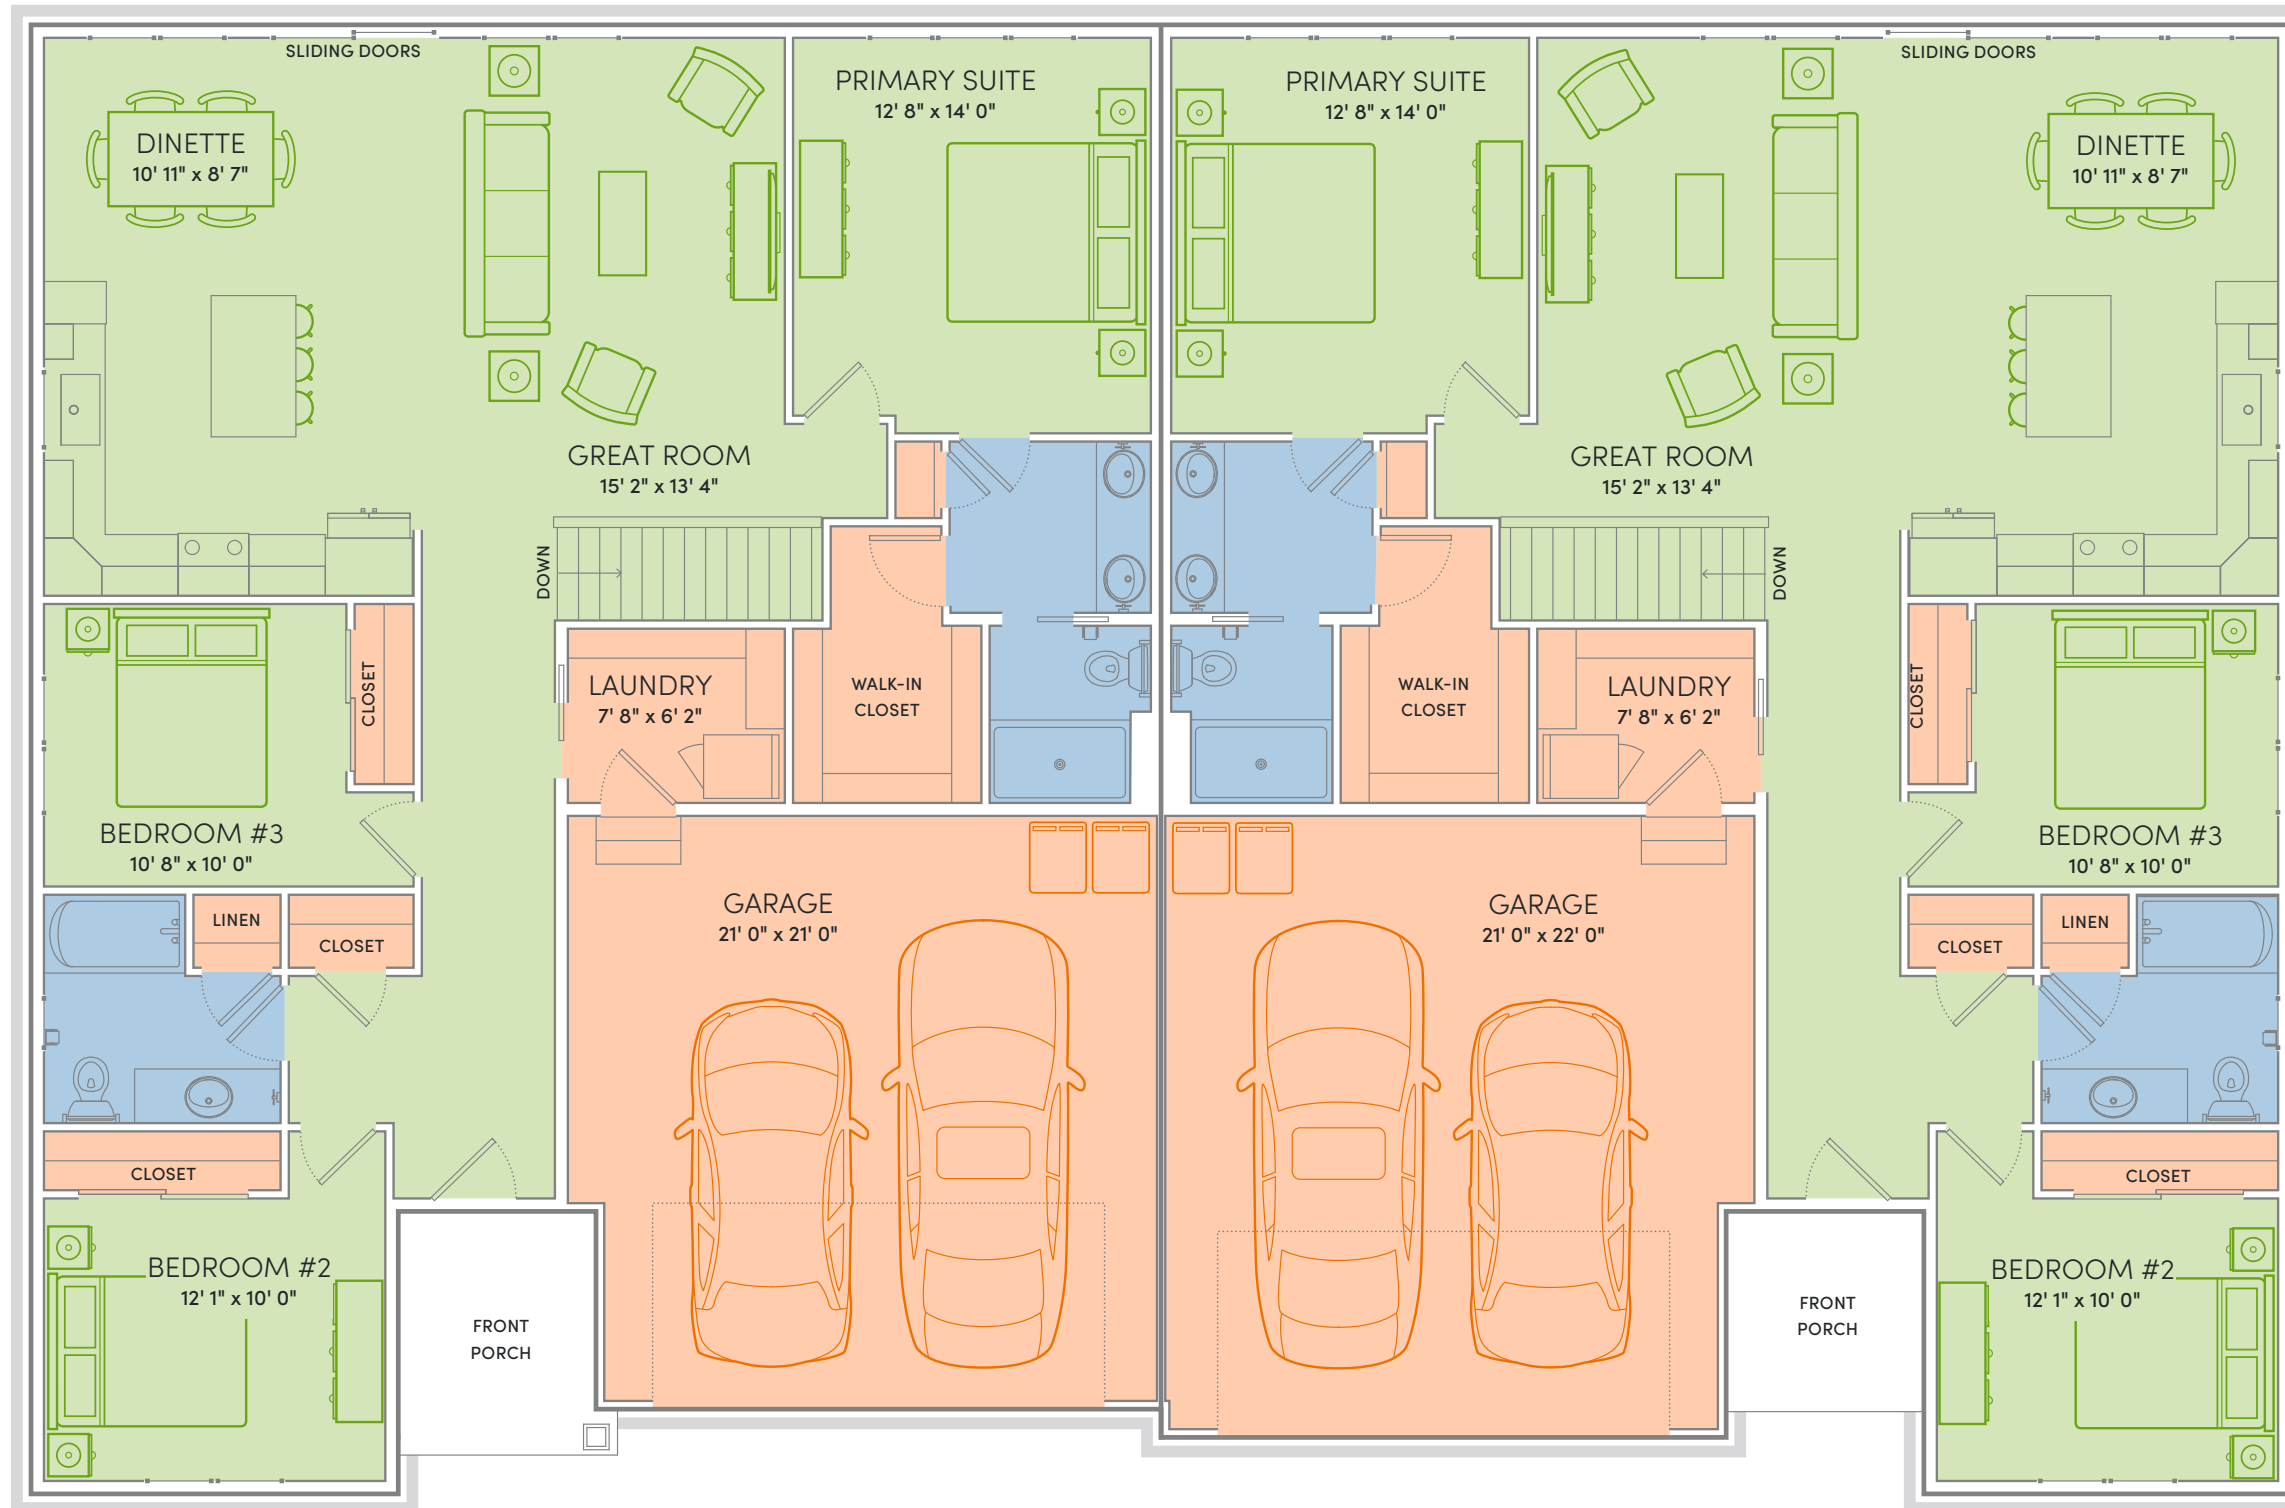 SLIDING DOORS
SLIDING DOORS
PRIMARY SUITE
12' 8" x 14' 0"
PRIMARY SUITE
12' 8" x 14' 0"
DINETTE
10' 11" x 8' 7"
DINETTE
10' 11" x 8' 7"
GREAT ROOM
15' 2" x 13' 4"
GREAT ROOM
15' 2" x 13' 4"
DOWN
DOWN
CLOSET
LAUNDRY
7' 8" x 6' 2"
WALK-IN
CLOSET
WALK-IN
CLOSET
LAUNDRY
7' 8" x 6' 2"
CLOSET
BEDROOM #3
10' 8" x 10' 0"
BEDROOM #3
10' 8" x 10' 0"
LINEN
CLOSET
GARAGE
21' 0" x 21' 0"
GARAGE
21' 0" x 22' 0"
CLOSET
LINEN
CLOSET
CLOSET
BEDROOM #2
12' 1" x 10' 0"
FRONT
PORCH
FRONT
PORCH
BEDROOM #2
12' 1" x 10' 0"